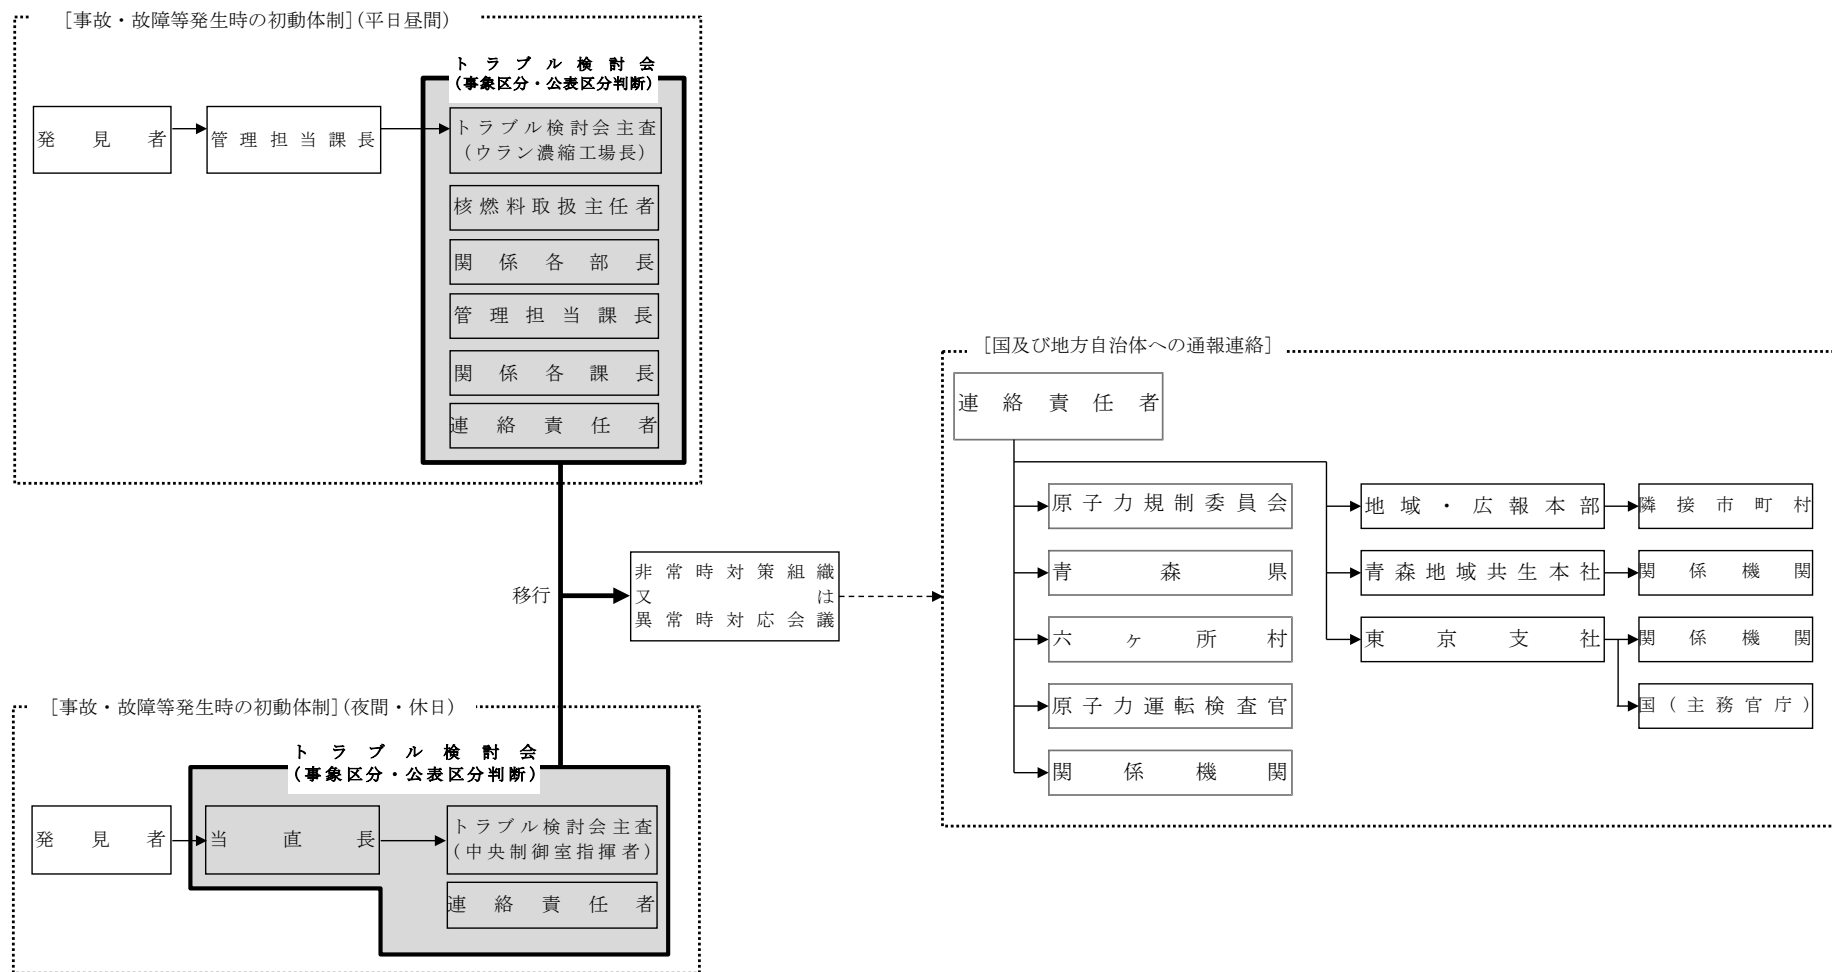 [事故・故障等発生時の初動体制](平日昼間)
トラブル検討会
(事象区分・公表区分判断)
発見者
管理担当課長
トラブル検討会主査
(ウラン濃縮工場長)
核燃料取扱主任者
関係各部長
管理担当課長
関係各課長
連絡責任者
移行
非常時対策組織
又は
異常時対応会議
[事故・故障等発生時の初動体制](夜間・休日)
トラブル検討会
(事象区分・公表区分判断)
発見者
当直長
トラブル検討会主査
(中央制御室指揮者)
連絡責任者
[国及び地方自治体への通報連絡]
連絡責任者
原子力規制委員会
青森県
六ヶ所村
原子力運転検査官
関係機関
地域・広報本部
隣接市町村
青森地域共生本社
関係機関
東京支社
関係機関
国(主務官庁)